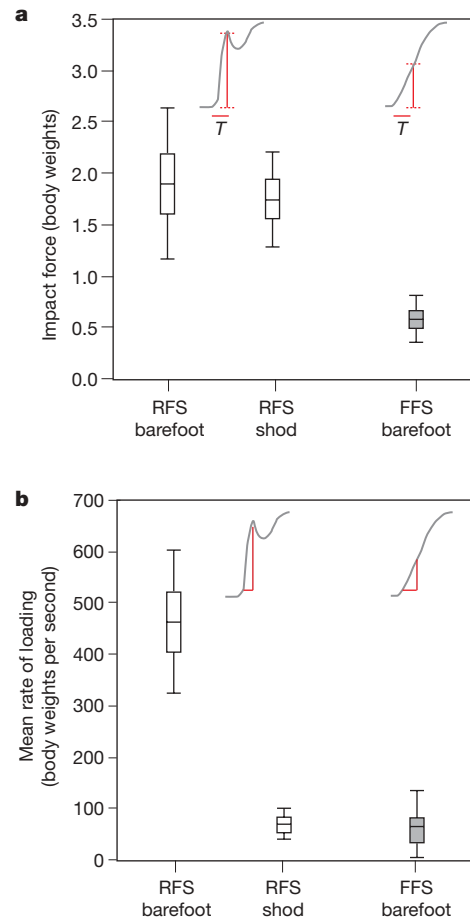 a
Impact force (body weights)
3.5
3.0
2.5
2.0
1.5
1.0
0.5
0.0
T
T
RFS
barefoot
RFS
shod
FFS
barefoot
b
Mean rate of loading
(body weights per second)
700
600
500
400
300
200
100
0
RFS
barefoot
RFS
shod
FFS
barefoot